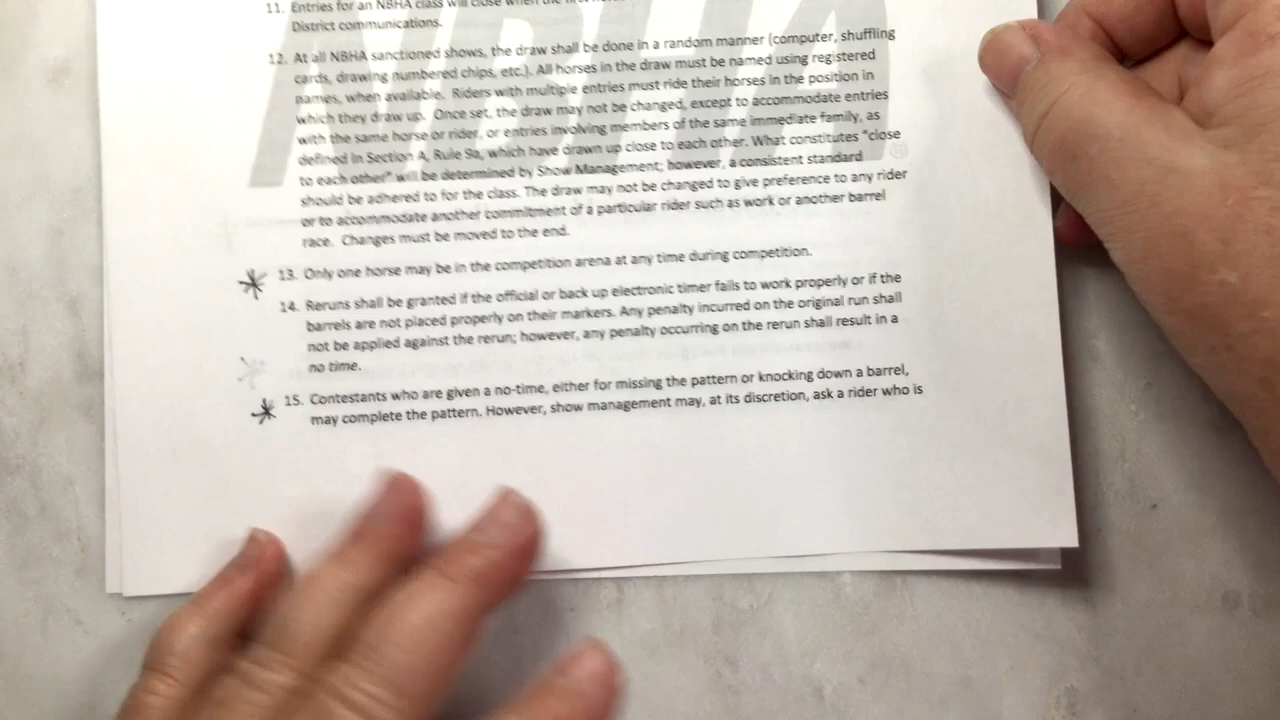 11. Entries for an NBHA class will close when the first
District communications.
12. At all NBHA sanctioned shows, the draw shall be done in a random manner (computer, shuffling
cards, drawing numbered chips, etc.). All horses in the draw must be named using registered
names, when available. Riders with multiple entries must ride their horses in the position in
which they draw up. Once set, the draw may not be changed, except to accommodate entries
with the same horse or rider, or entries involving members of the same immediate family, as
defined in Section A, Rule 9a, which have drawn up close to each other. What constitutes "close
to each other" will be determined by Show Management; however, a consistent standard
should be adhered to for the class. The draw may not be changed to give preference to any rider
or to accommodate another commitment of a particular rider such as work or another barrel
race. Changes must be moved to the end.
13. Only one horse may be in the competition arena at any time during competition.
14. Reruns shall be granted if the official or back up electronic timer fails to work properly or if the
barrels are not placed properly on their markers. Any penalty incurred on the original run shall
not be applied against the rerun; however, any penalty occurring on the rerun shall result in a
no time.
15. Contestants who are given a no-time, either for missing the pattern or knocking down a barrel,
may complete the pattern. However, show management may, at its discretion, ask a rider who is
NBHA
®